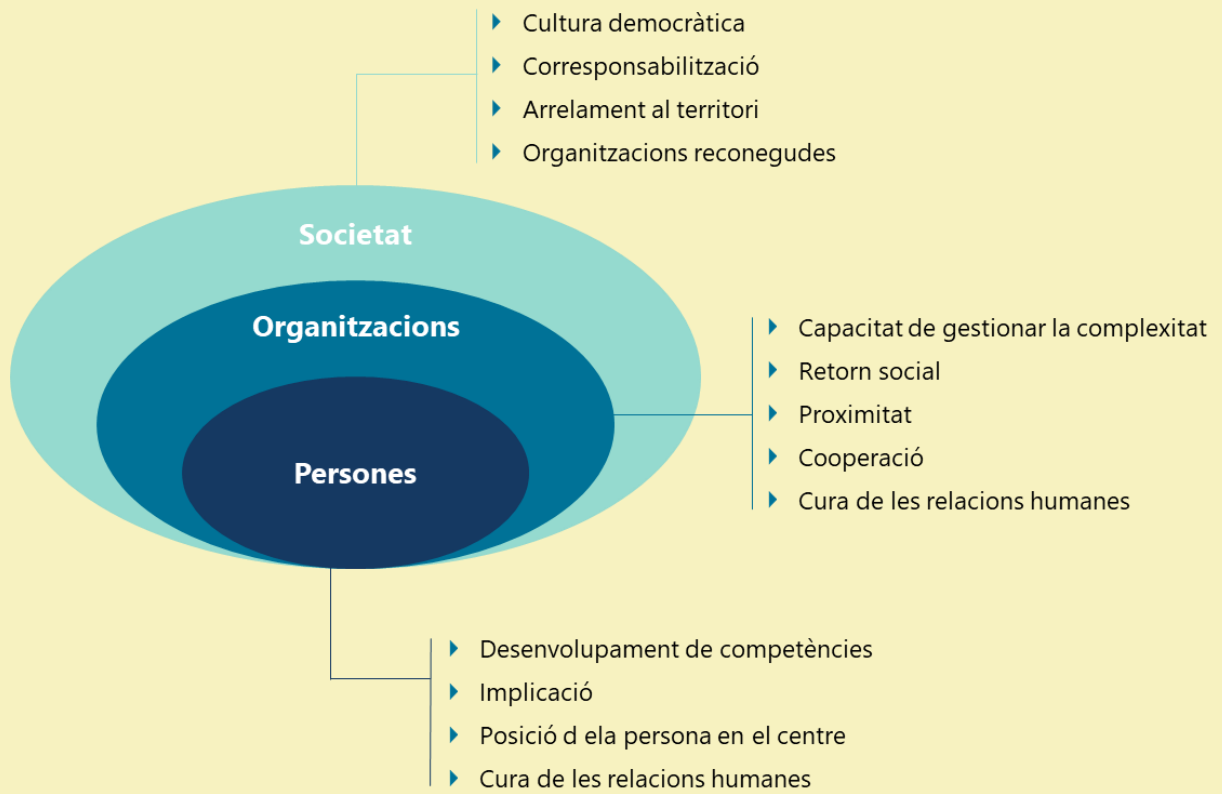 Cultura democràtica
Corresponsabilització
Arrelament al territori
Organitzacions reconegudes
Societat
Organitzacions
Persones
Capacitat de gestionar la complexitat
Retorn social
Proximitat
Cooperació
Cura de les relacions humanes
Desenvolupament de competències
Implicació
Posició d ela persona en el centre
Cura de les relacions humanes